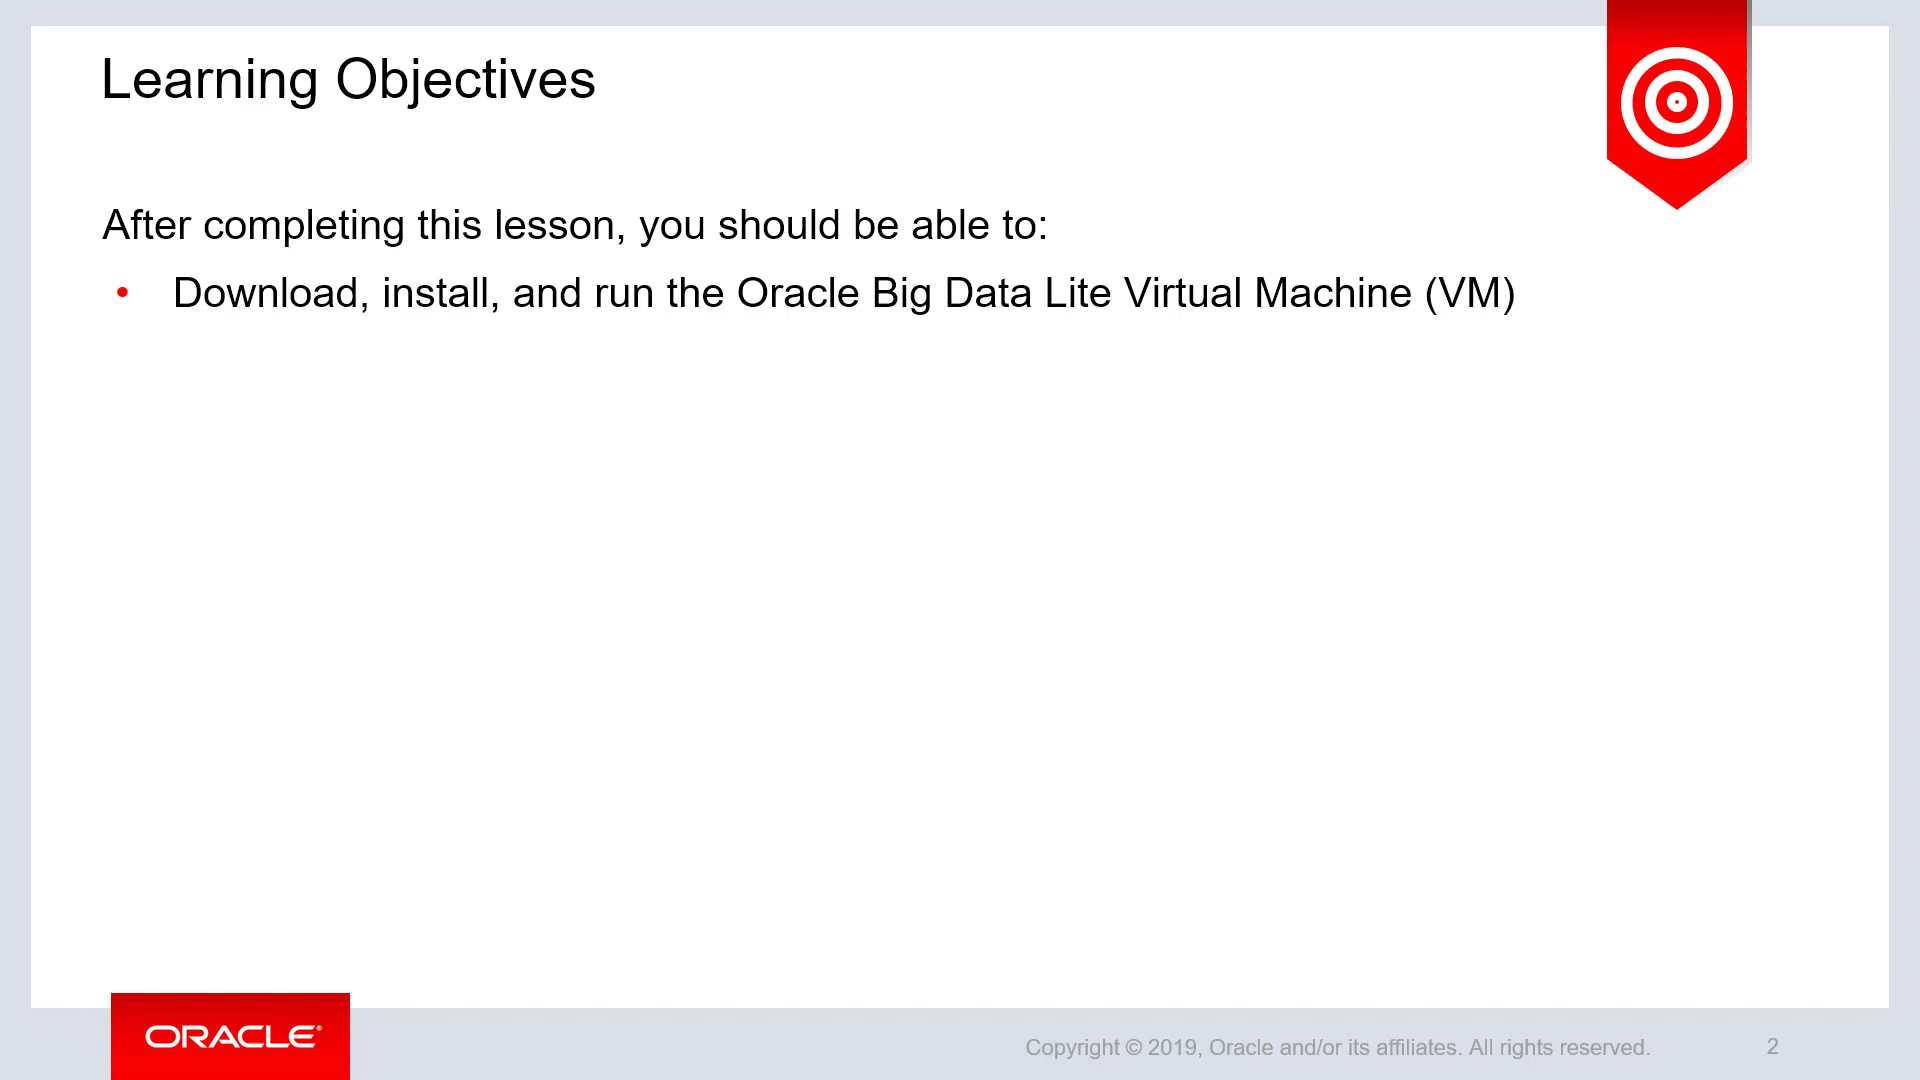 Learning Objectives
After completing this lesson, you should be able to:
• Download, install, and run the Oracle Big Data Lite Virtual Machine (VM)
ORACLE®
Copyright © 2019, Oracle and/or its affiliates. All rights reserved.
2